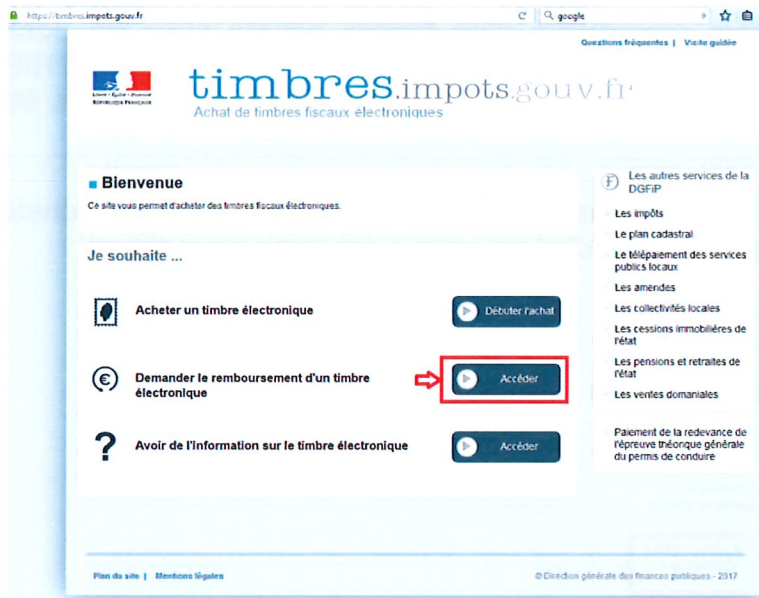 https://timbres.impots.gouv.fr
google
Questions fréquentes | Visite guidée
Liberté • Égalité • Fraternité
RÉPUBLIQUE FRANÇAISE
timbres.impots.gouv.fr
Achat de timbres fiscaux électroniques
Bienvenue
Ce site vous permet d'acheter des timbres fiscaux électroniques.
Je souhaite ...
Acheter un timbre électronique
Débuter l'achat
Demander le remboursement d'un timbre
électronique
Accéder
Avoir de l'information sur le timbre électronique
Accéder
Les autres services de la
DGFiP
Les impôts
Le plan cadastral
Le télépaiement des services
publics locaux
Les amendes
Les collectivités locales
Les cessions immobilières de
l'état
Les pensions et retraites de
l'état
Les ventes domaniales
Paiement de la redevance de
l'épreuve théorique générale
du permis de conduire
Plan du site | Mentions légales
© Direction générale des finances publiques - 2017